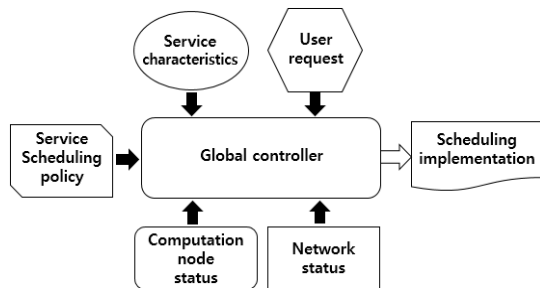 Service
characteristics
User
request
Service
Scheduling
policy
Global controller
Scheduling
implementation
Computation
node
status
Network
status